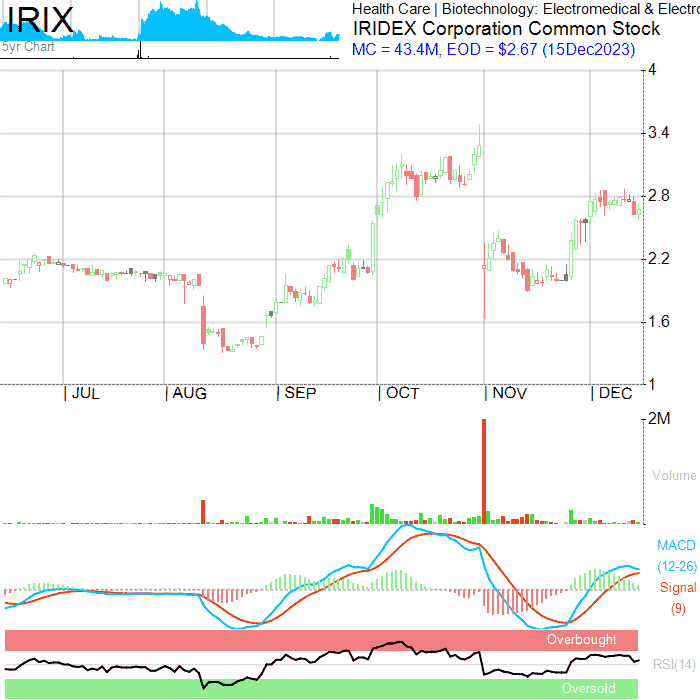 IRIX
5yr Chart
Health Care | Biotechnology: Electromedical & Electro
IRIDEX Corporation Common Stock
MC = 43.4M, EOD = $2.67 (15Dec2023)
4
3.4
2.8
2.2
1.6
1
JUL AUG SEP OCT NOV DEC
2M
Volume
MACD
(12-26)
Signal
(9)
Overbought
RSI(14)
Oversold